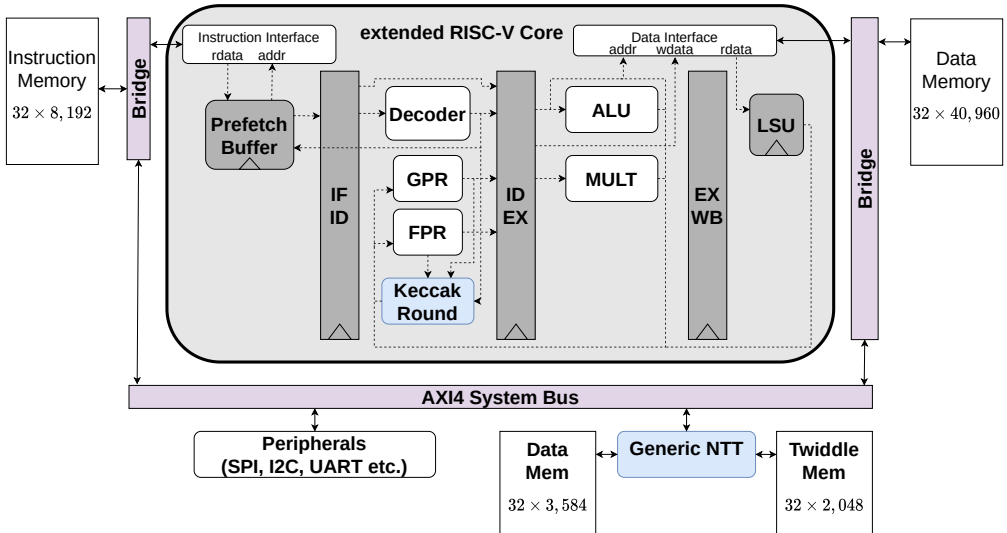 Instruction
Memory
32 × 8, 192
Bridge
Instruction Interface
rdata addr
extended RISC-V Core
Data Interface
addr wdata rdata
Prefetch
Buffer
IF
ID
Decoder
GPR
FPR
Keccak
Round
ID
EX
ALU
MULT
EX
WB
LSU
Bridge
Data
Memory
32 × 40, 960
AXI4 System Bus
Peripherals
(SPI, I2C, UART etc.)
Data
Mem
32 × 3, 584
Generic NTT
Twiddle
Mem
32 × 2, 048